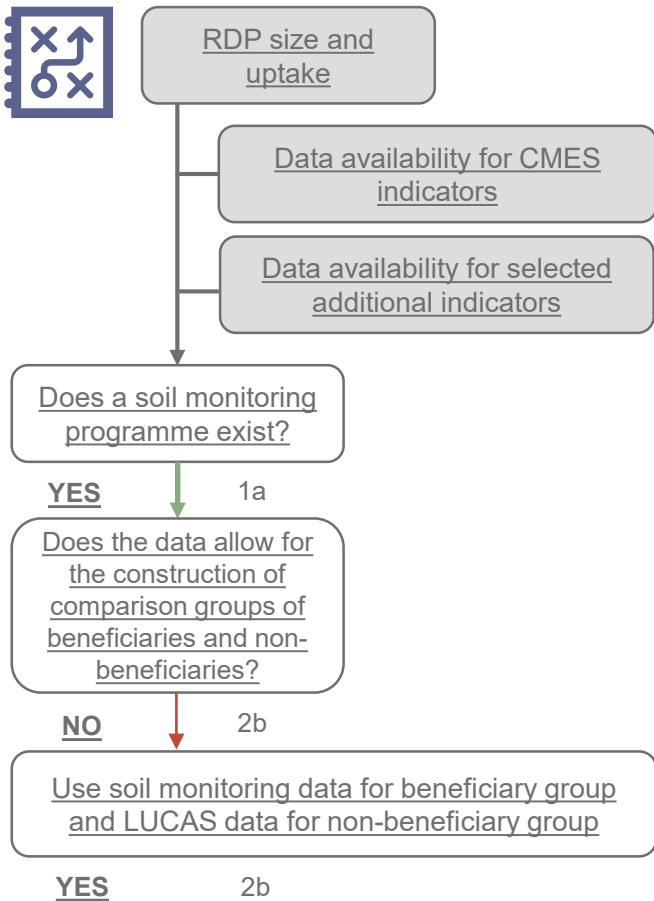 RDP size and
uptake
Data availability for CMES
indicators
Data availability for selected
additional indicators
Does a soil monitoring
programme exist?
YES 1a
Does the data allow for
the construction of
comparison groups of
beneficiaries and non-
beneficiaries?
NO 2b
Use soil monitoring data for beneficiary group
and LUCAS data for non-beneficiary group
YES 2b